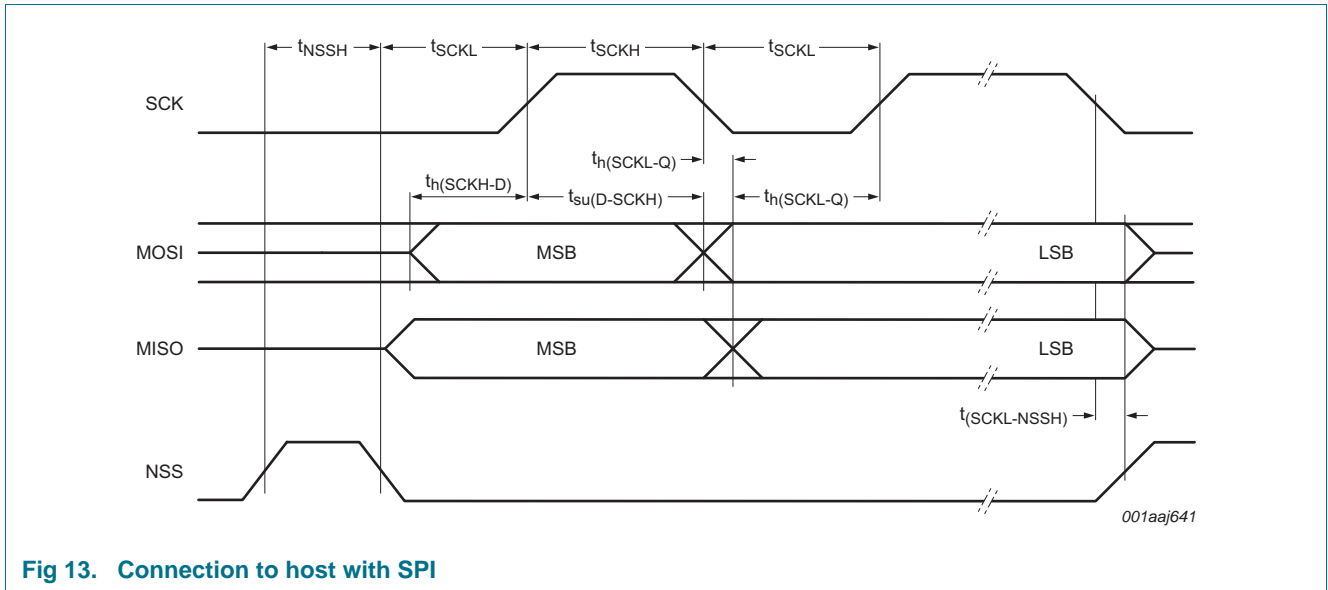 tNSSH tSCKL tSCKH tSCKL
SCK
th(SCKL-Q)
th(SCKH-D) tsu(D-SCKH) th(SCKL-Q)
MOSI MSB LSB
MISO MSB LSB
t(SCKL-NSSH)
NSS
001aaj641
Fig 13. Connection to host with SPI